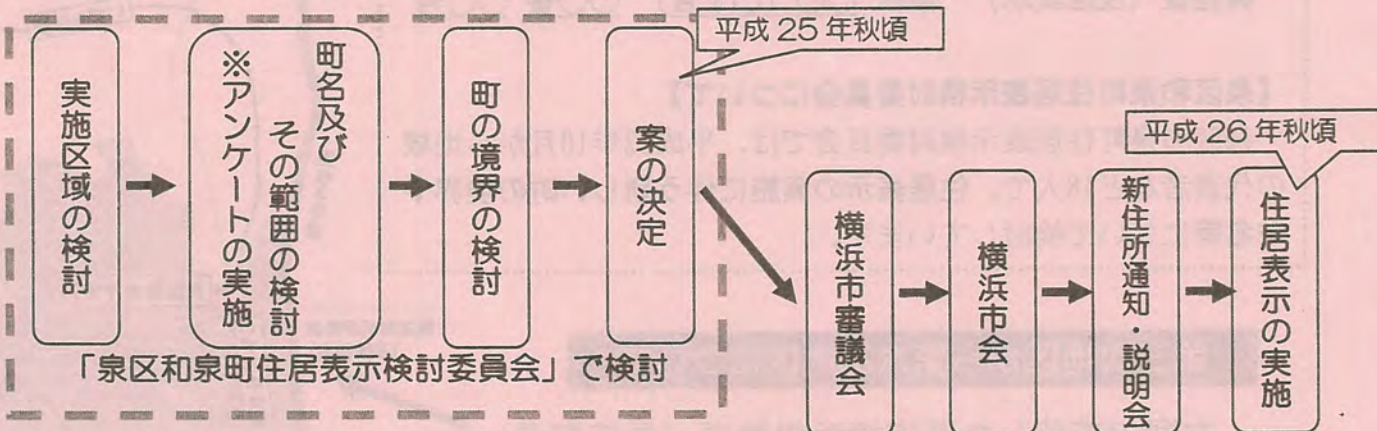 平成 25 年秋頃
実施区域の検討
町名及び
その範囲の検討
※アンケートの実施
町の境界の検討
案の決定
「泉区和泉町住居表示検討委員会」で検討
平成 26 年秋頃
横浜市審議会
横浜市会
新住所通知・説明会
住居表示の実施